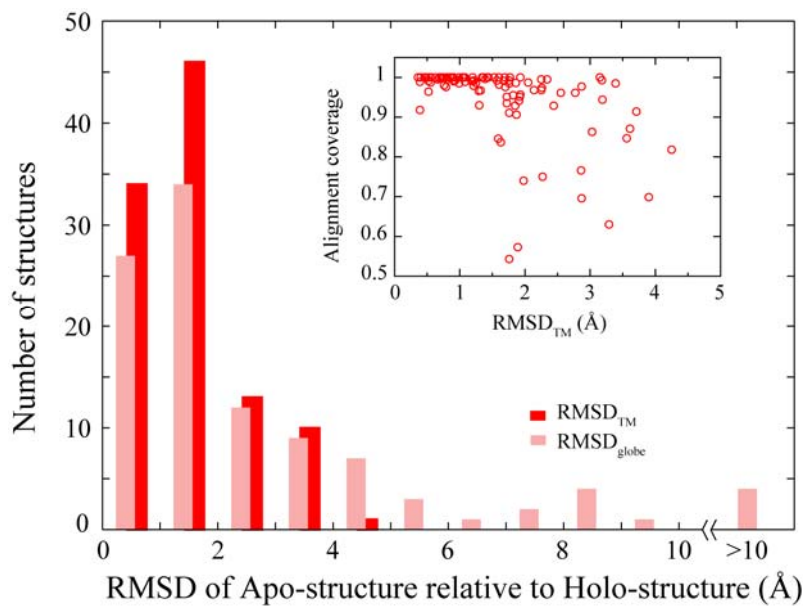 50
40
30
20
10
0
Number of structures
0 2 4 6 8 10 >10
RMSD of Apo-structure relative to Holo-structure (Å)
1
0.9
0.8
0.7
0.6
0.5
Alignment coverage
0 1 2 3 4 5
RMSD_TM (Å)
RMSD_TM
RMSD_globe